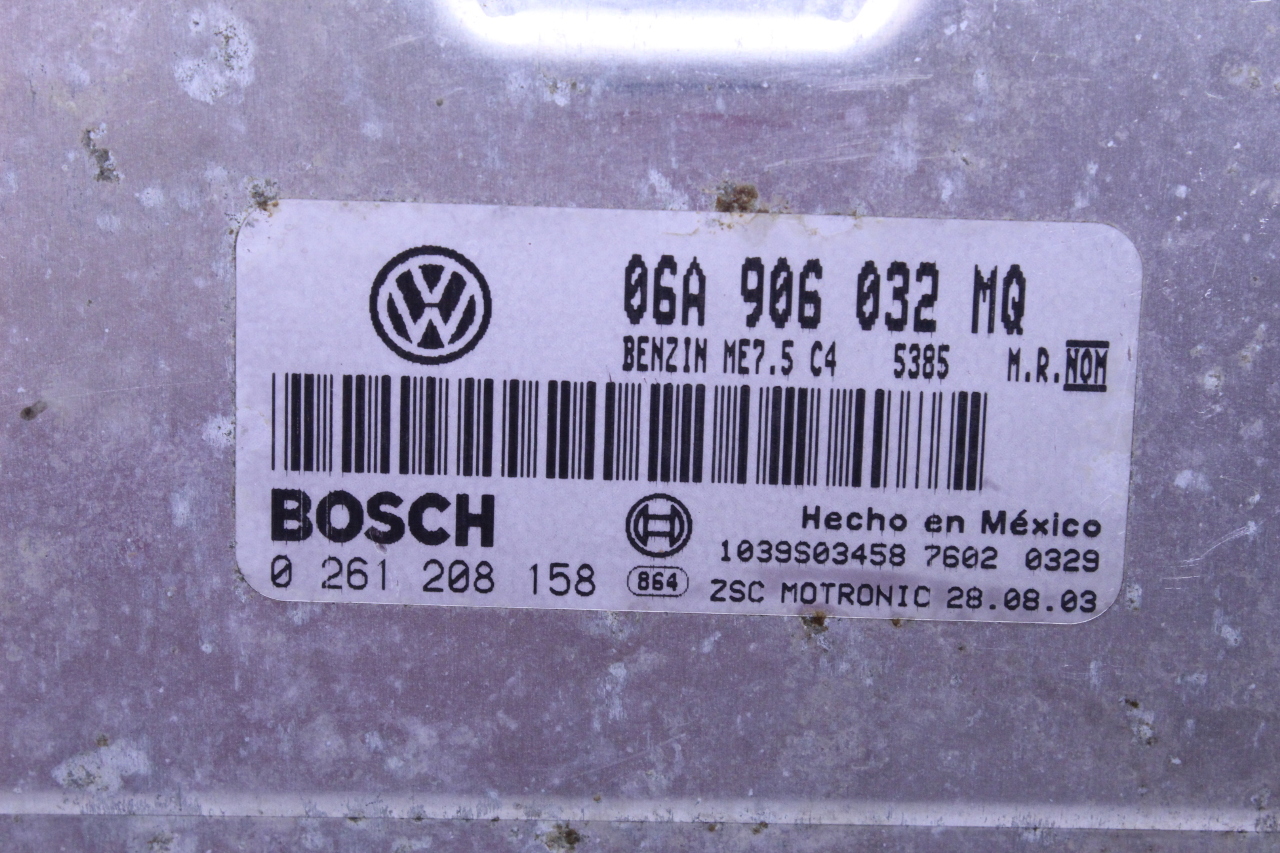 06A 906 032 MQ
BENZIN ME7.5 C4 5385 M.R. NOM
BOSCH
Hecho en México
1039S03458 7602 0329
0 261 208 158
864
ZSC MOTRONIC 28.08.03